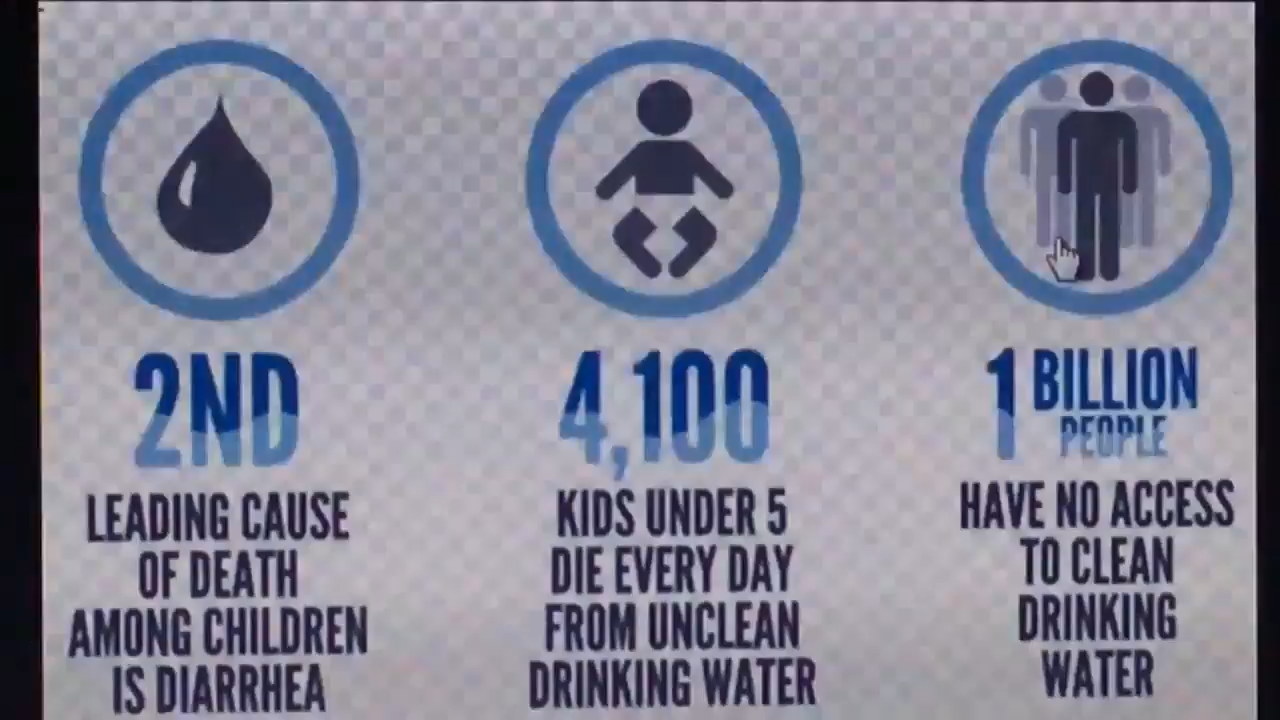 2ND
LEADING CAUSE
OF DEATH
AMONG CHILDREN
IS DIARRHEA
4,100
KIDS UNDER 5
DIE EVERY DAY
FROM UNCLEAN
DRINKING WATER
1 BILLION
PEOPLE
HAVE NO ACCESS
TO CLEAN
DRINKING
WATER